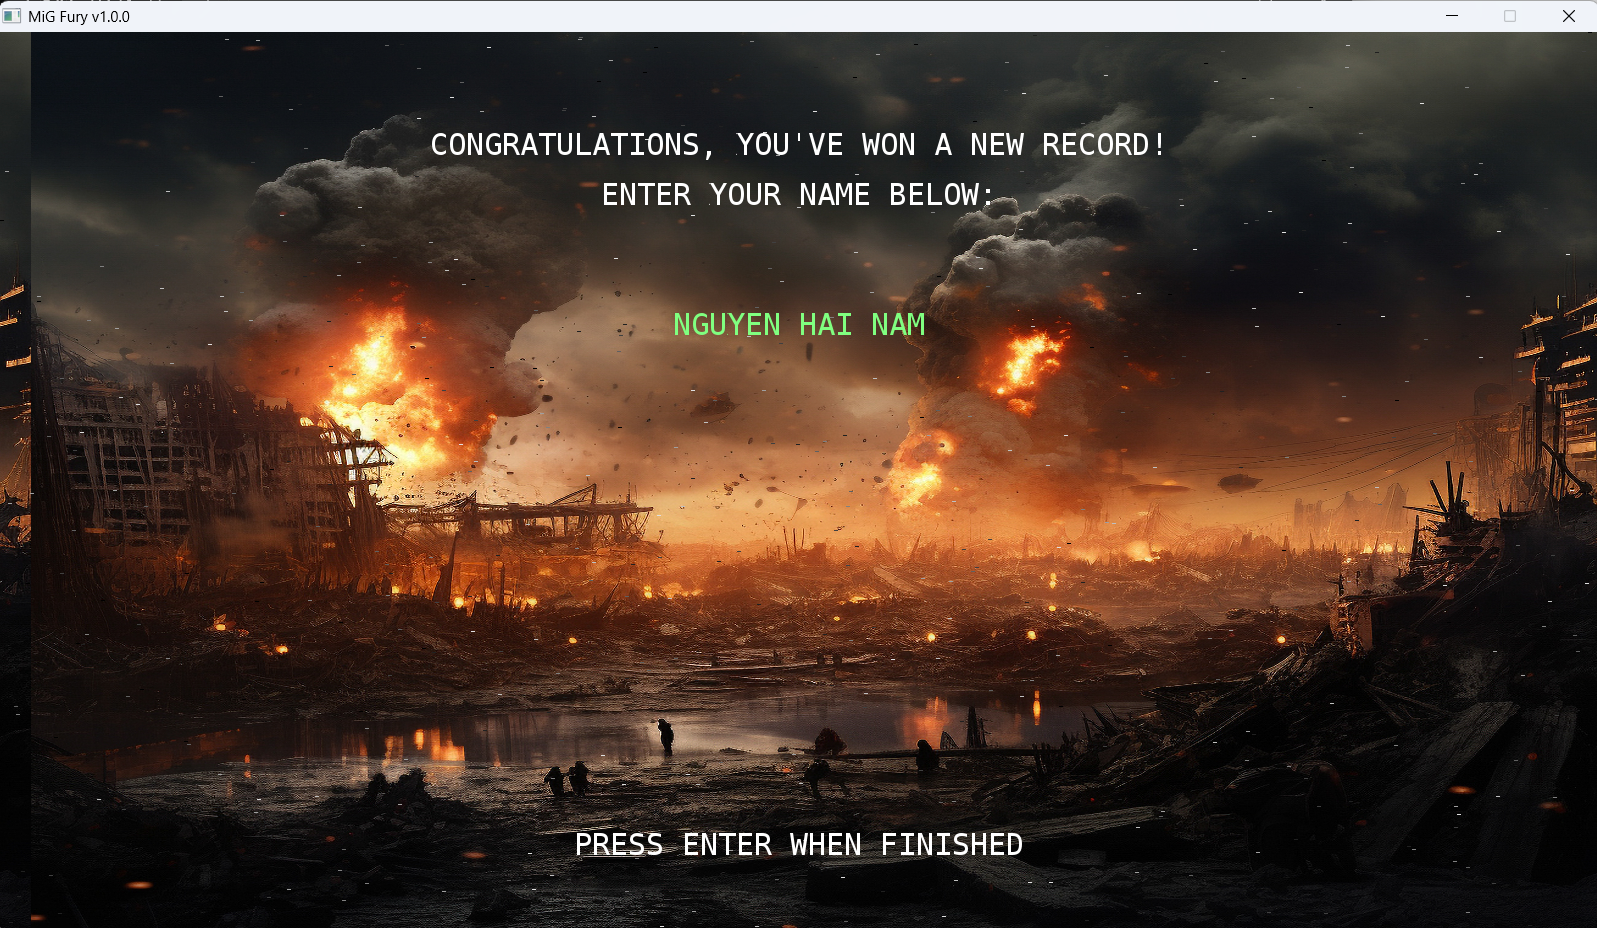 MiG Fury v1.0.0
CONGRATULATIONS, YOU'VE WON A NEW RECORD!
ENTER YOUR NAME BELOW:
NGUYEN HAI NAM
PRESS ENTER WHEN FINISHED